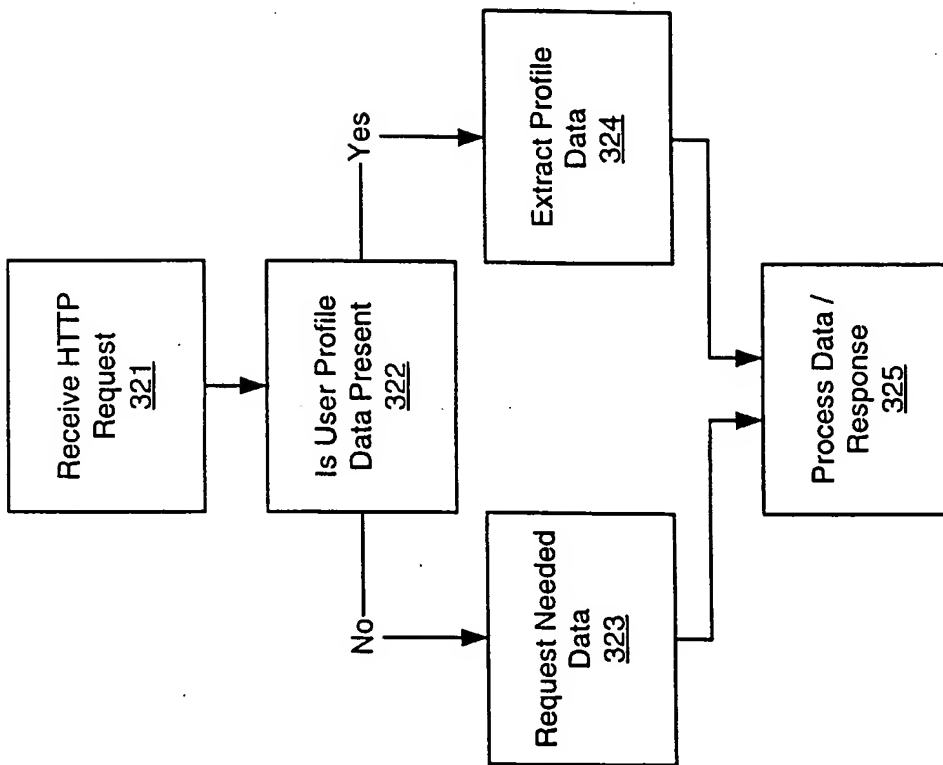 Receive HTTP
Request
321
Is User Profile
Data Present
322
No
Yes
Request Needed
Data
323
Extract Profile
Data
324
Process Data /
Response
325